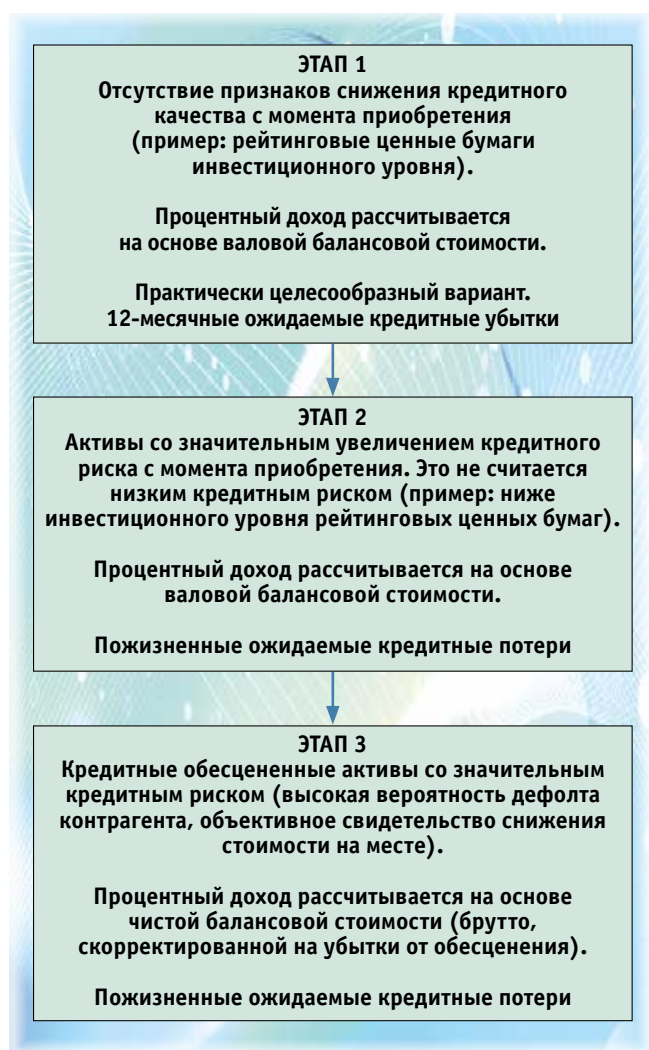 ЭТАП 1
Отсутствие признаков снижения кредитного
качества с момента приобретения
(пример: рейтинговые ценные бумаги
инвестиционного уровня).
Процентный доход рассчитывается
на основе валовой балансовой стоимости.
Практически целесообразный вариант.
12-месячные ожидаемые кредитные убытки
ЭТАП 2
Активы со значительным увеличением кредитного
риска с момента приобретения. Это не считается
низким кредитным риском (пример: ниже
инвестиционного уровня рейтинговых ценных бумаг).
Процентный доход рассчитывается на основе
валовой балансовой стоимости.
Пожизненные ожидаемые кредитные потери
ЭТАП 3
Кредитные обесцененные активы со значительным
кредитным риском (высокая вероятность дефолта
контрагента, объективное свидетельство снижения
стоимости на месте).
Процентный доход рассчитывается на основе
чистой балансовой стоимости (брутто,
скорректированной на убытки от обесценения).
Пожизненные ожидаемые кредитные потери